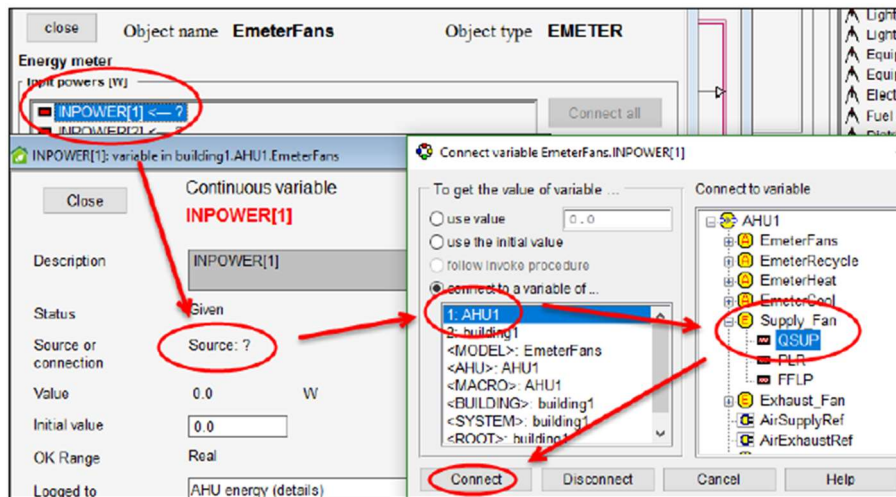 close
Object name EmeterFans
Object type EMETER
Energy meter
Input powers [W]
INPOWER[1] <--- ?
INPOWER[2] <--- ?
Connect all
Light
Light
Equip
Equip
Elect
Fuel
INPOWER[1]: variable in building1.AHU1.EmeterFans
Close
Continuous variable
INPOWER[1]
Description
INPOWER[1]
Status
Given
Source or
connection
Source: ?
Value
0.0
W
Initial value
0.0
OK Range
Real
Logged to
AHU energy (details)
Connect variable EmeterFans.INPOWER[1]
To get the value of variable ...
use value
0.0
use the initial value
follow invoke procedure
connect to a variable of ...
1: AHU1
2: building1
<MODEL>: EmeterFans
<AHU>: AHU1
<MACRO>: AHU1
<BUILDING>: building1
<SYSTEM>: building1
<ROOT>: building1
Connect to variable
AHU1
EmeterFans
EmeterRecycle
EmeterHeat
EmeterCool
Supply_Fan
QSUP
PLR
FFLP
Exhaust_Fan
AirSupplyRef
AirExhaustRef
Connect
Disconnect
Cancel
Help